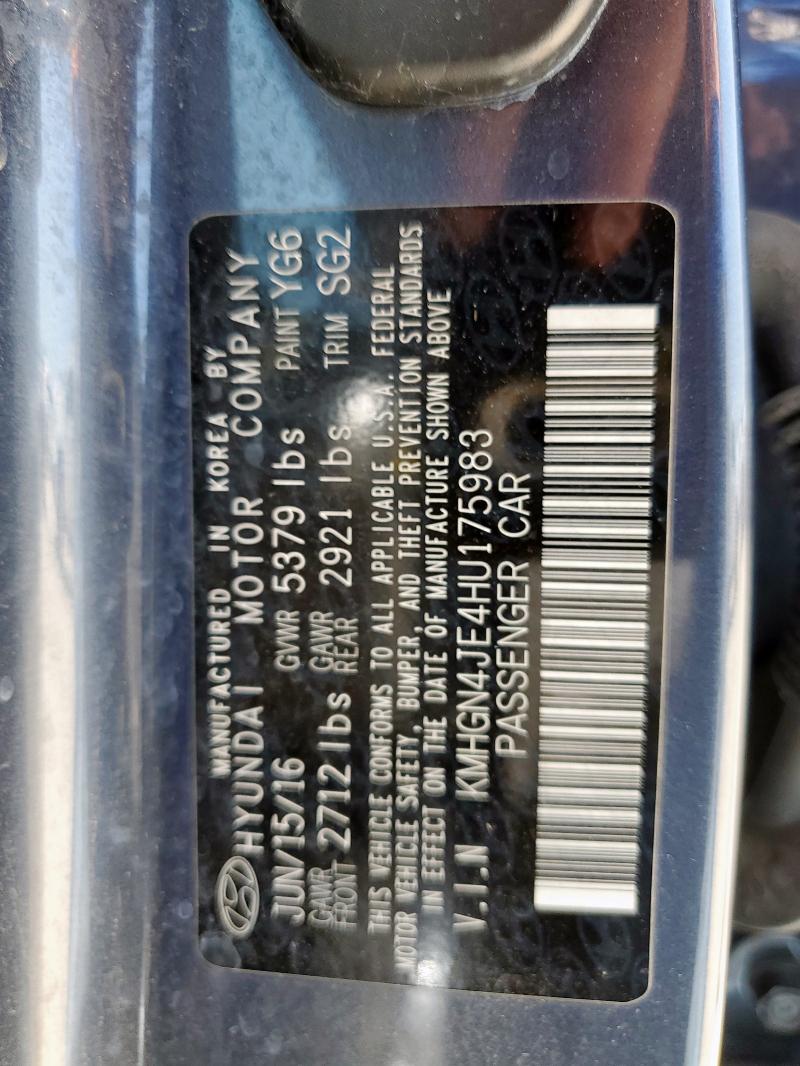 MANUFACTURED IN KOREA BY
HYUNDAI MOTOR COMPANY
JUN/15/16 GVWR 5379 lbs PAINT YG6
GAWR FRONT 2712 lbs GAWR REAR 2921 lbs TRIM SG2
THIS VEHICLE CONFORMS TO ALL APPLICABLE U.S.A. FEDERAL
MOTOR VEHICLE SAFETY, BUMPER, AND THEFT PREVENTION STANDARDS
IN EFFECT ON THE DATE OF MANUFACTURE SHOWN ABOVE
V.I.N KMHGN4JE4HU175983
PASSENGER CAR